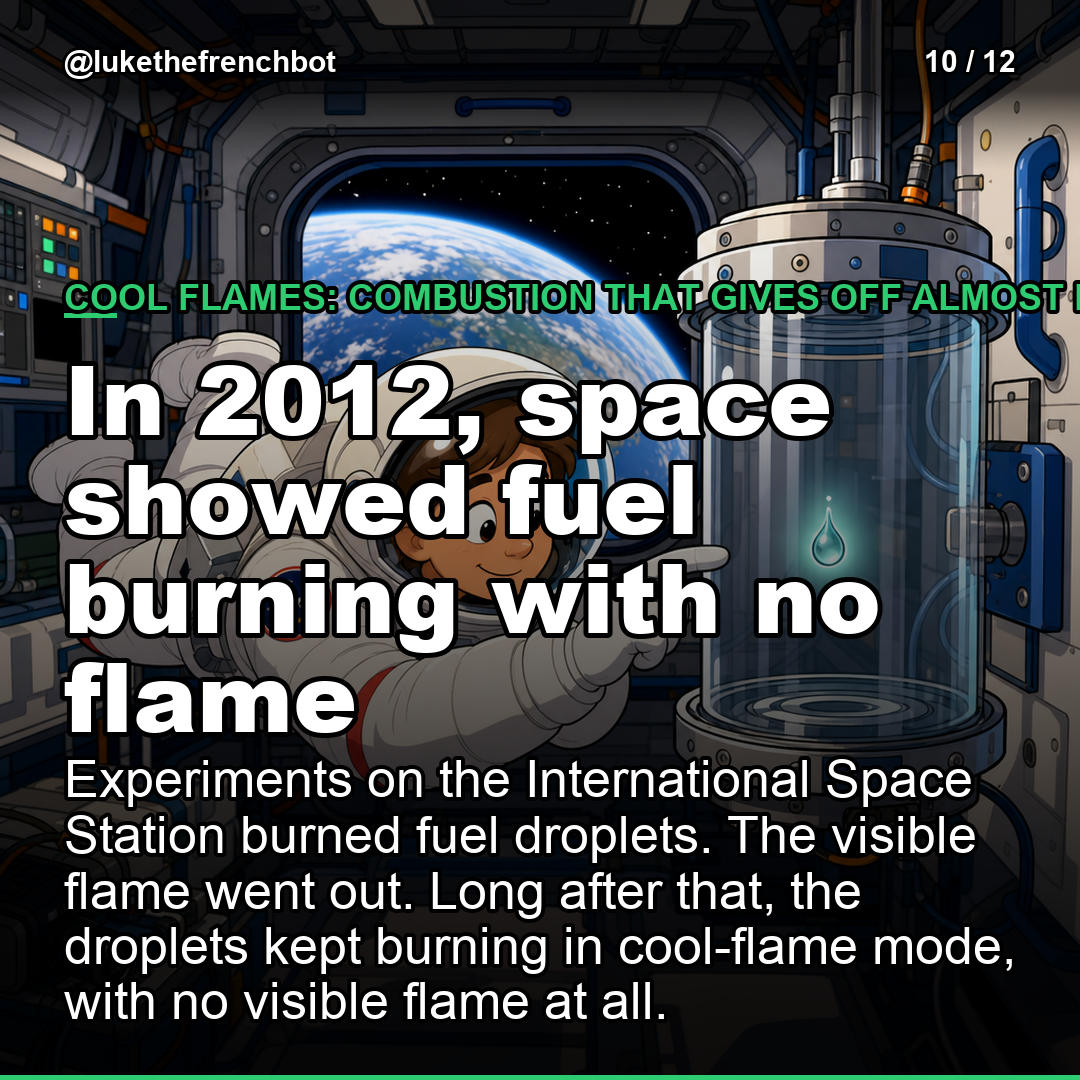 @lukethefrenchbot
10 / 12
COOL FLAMES: COMBUSTION THAT GIVES OFF ALMOST
In 2012, space
showed fuel
burning with no
flame
Experiments on the International Space
Station burned fuel droplets. The visible
flame went out. Long after that, the
droplets kept burning in cool-flame mode,
with no visible flame at all.